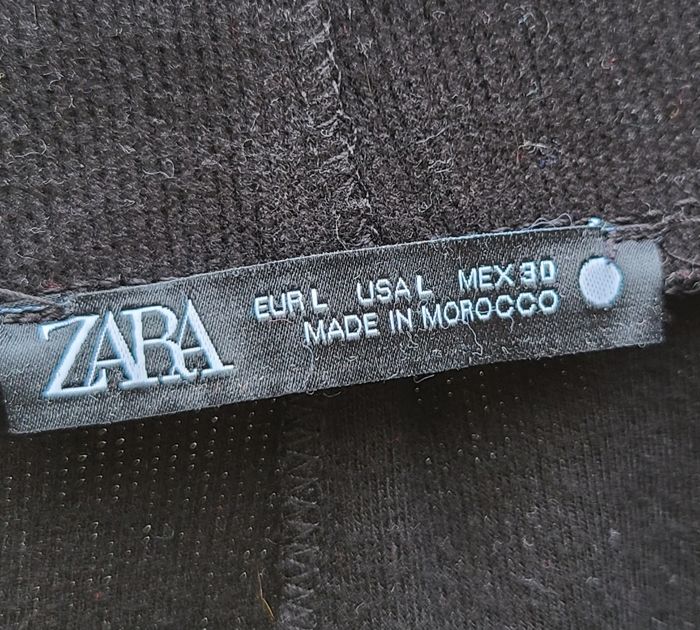 ZARA
EUR L USA L MEX 30
MADE IN MOROCCO